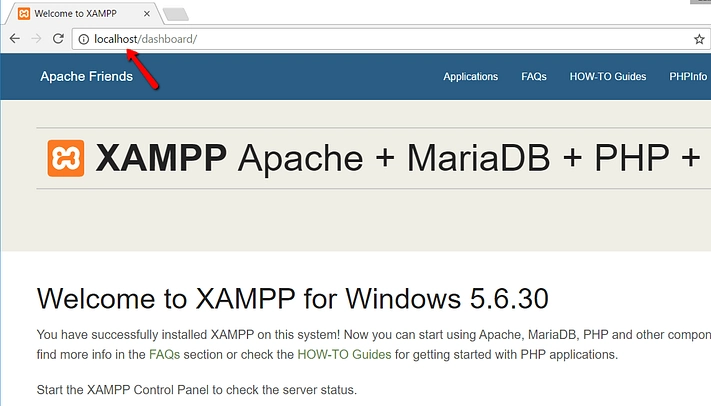 Welcome to XAMPP
localhost/dashboard/
Apache Friends Applications FAQs HOW-TO Guides PHPInfo
XAMPP Apache + MariaDB + PHP +
Welcome to XAMPP for Windows 5.6.30
You have successfully installed XAMPP on this system! Now you can start using Apache, MariaDB, PHP and other compon
find more info in the FAQs section or check the HOW-TO Guides for getting started with PHP applications.
Start the XAMPP Control Panel to check the server status.